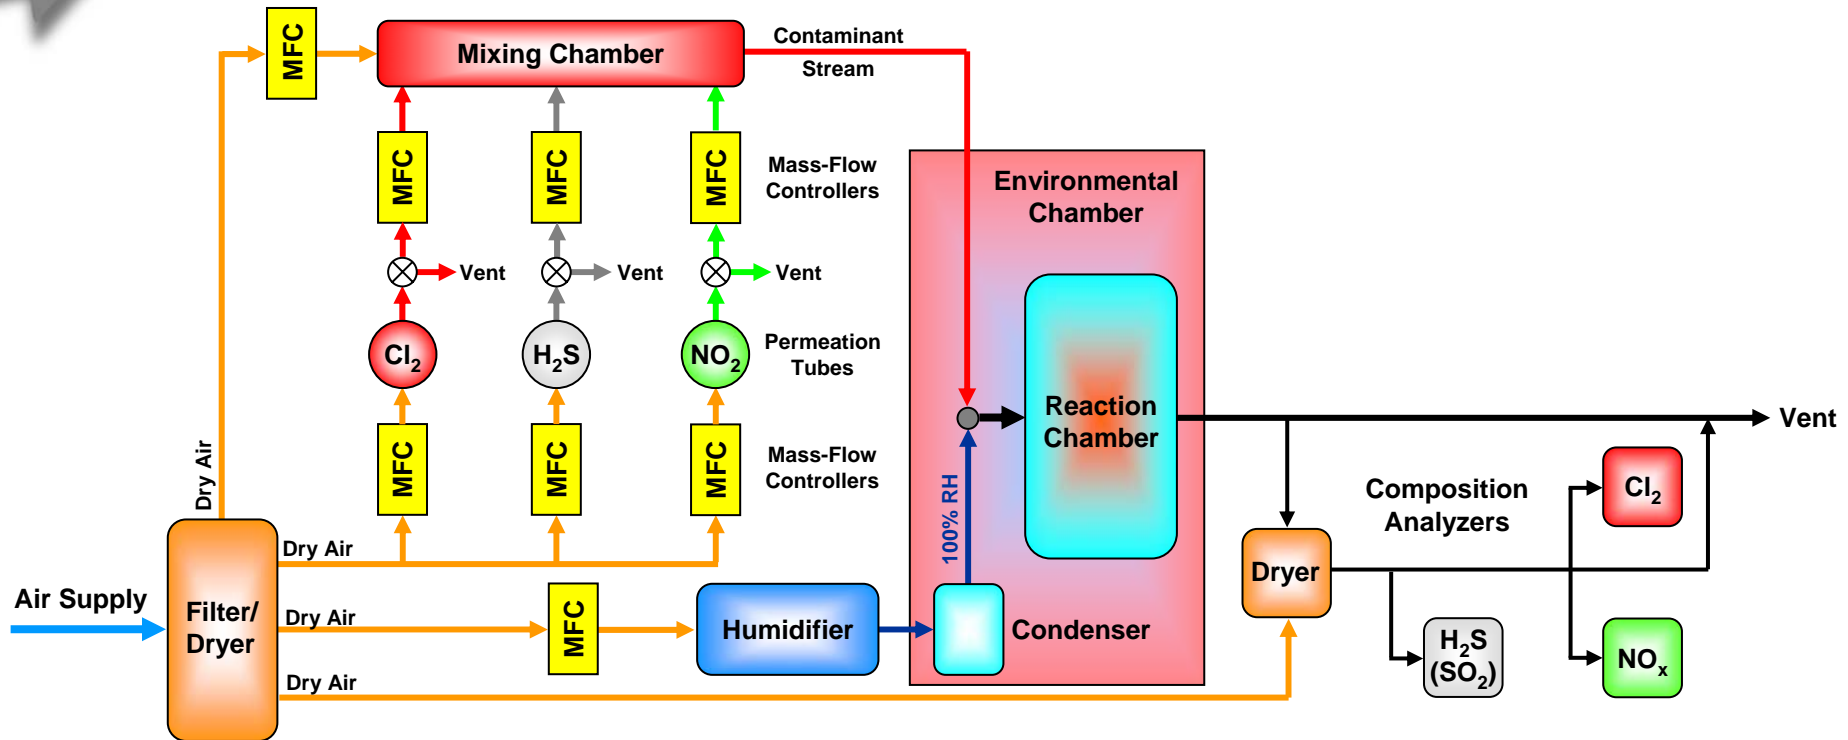 MFC
Mixing Chamber
Contaminant
Stream
MFC
MFC
MFC
Mass-Flow
Controllers
Environmental
Chamber
Vent
Vent
Vent
Cl₂
H₂S
NO₂
Permeation
Tubes
Reaction
Chamber
Vent
Dry Air
MFC
MFC
MFC
Mass-Flow
Controllers
100% RH
Composition
Analyzers
Cl₂
Dry Air
Air Supply
Filter/
Dryer
Dry Air
MFC
Humidifier
Condenser
Dryer
H₂S
(SO₂)
NOₓ
Dry Air